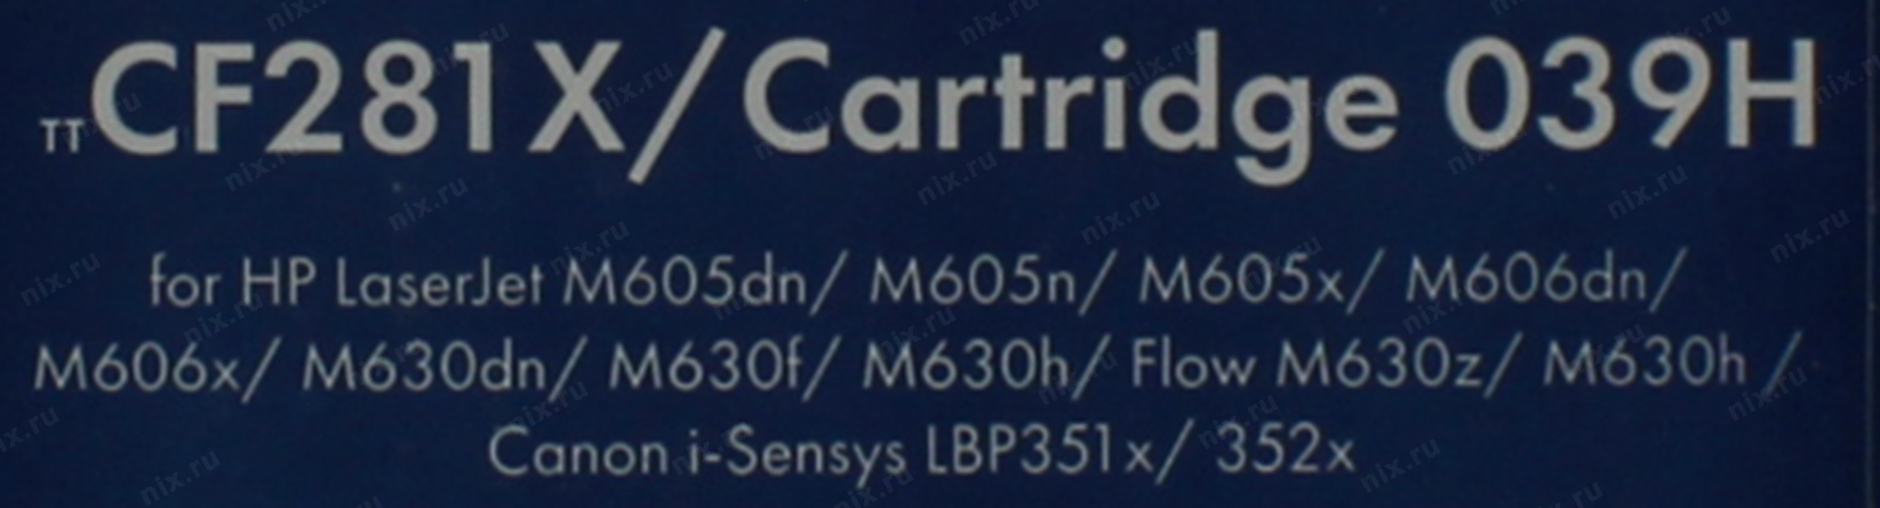 TTCF281X/Cartridge 039H
for HP LaserJet M605dn/ M605n/ M605x/ M606dn/
M606x/ M630dn/ M630f/ M630h/ Flow M630z/ M630h /
Canon i-Sensys LBP351x/ 352x